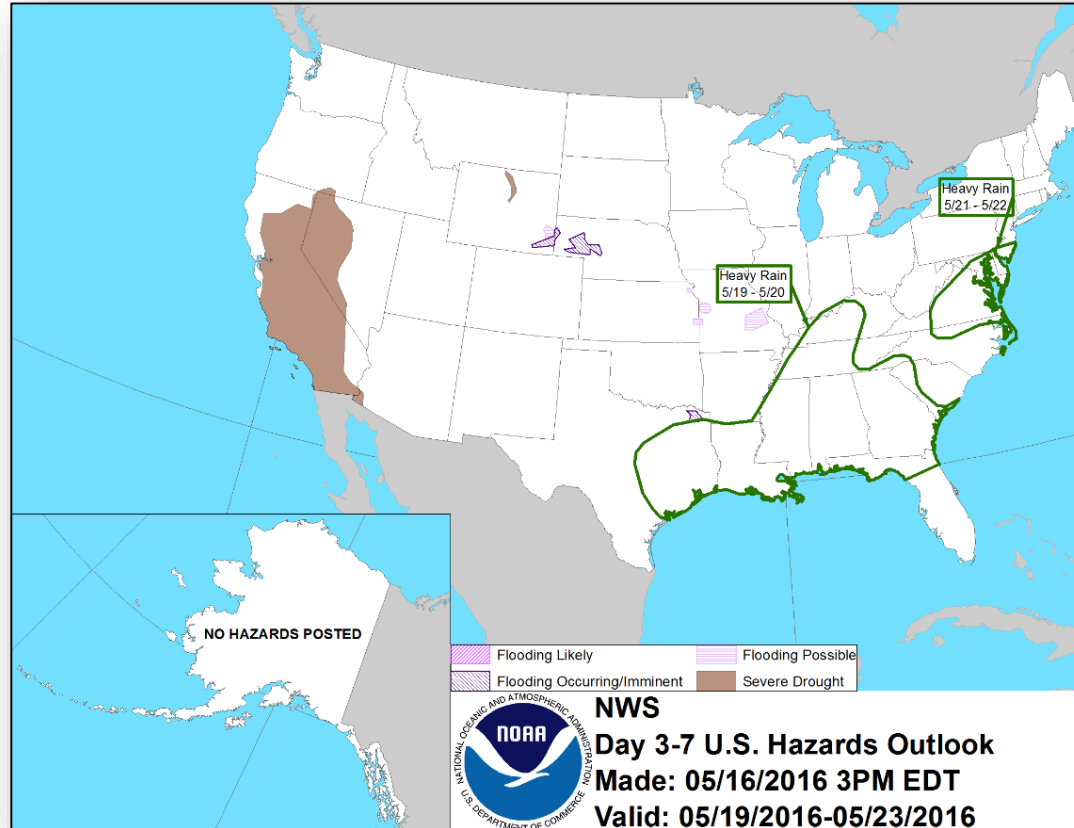 Heavy Rain
5/21 - 5/22
Heavy Rain
5/19 - 5/20
NO HAZARDS POSTED
Flooding Likely
Flooding Possible
Flooding Occurring/Imminent
Severe Drought
NATIONAL OCEANIC AND ATMOSPHERIC ADMINISTRATION
NOAA
U.S. DEPARTMENT OF COMMERCE
NWS
Day 3-7 U.S. Hazards Outlook
Made: 05/16/2016 3PM EDT
Valid: 05/19/2016-05/23/2016